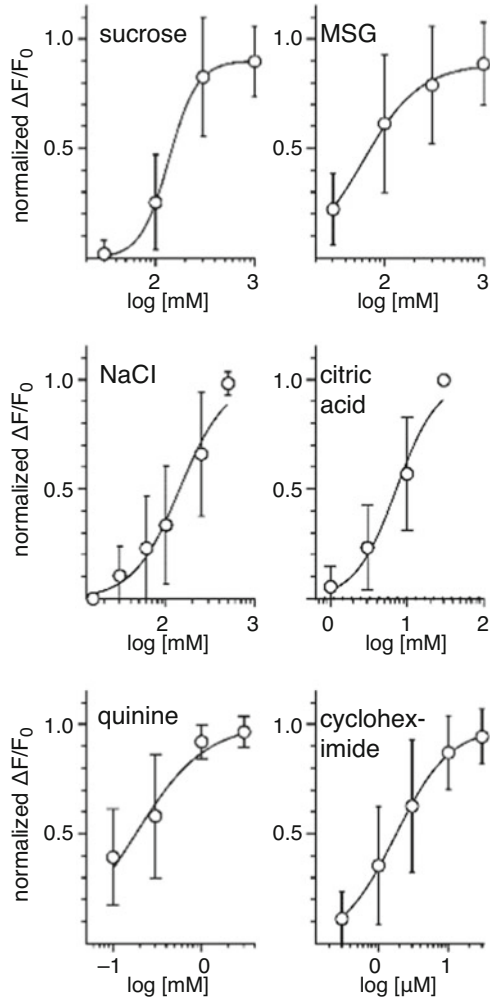 sucrose
MSG
normalized ΔF/F0
1.0
0.5
2
3
2
3
log [mM]
log [mM]
NaCl
citric
acid
normalized ΔF/F0
1.0
0.5
1.0
0.5
2
3
0
1
2
log [mM]
log [mM]
quinine
cyclohex-
imide
normalized ΔF/F0
1.0
0.5
1.0
0.5
–1
0
0
1
log [mM]
log [μM]
1.0
0.5